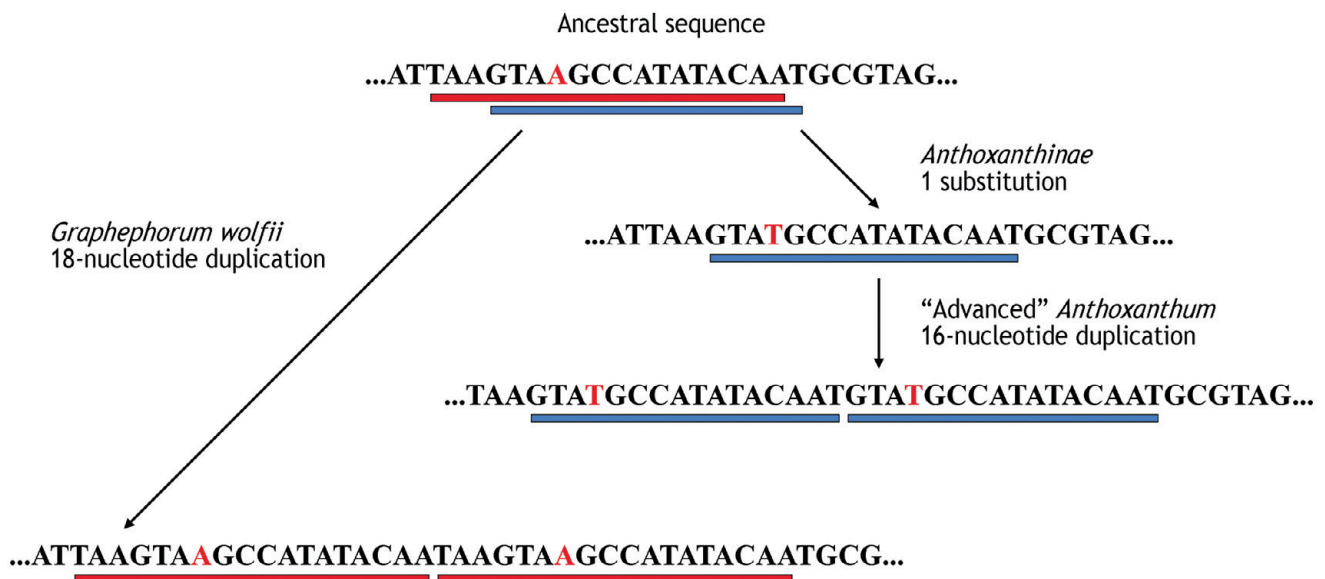 Ancestral sequence
...ATTAAGTAAGCCATATACAATGCGTAG...
Anthoxanthinae
1 substitution
Graphephorum wolfii
18-nucleotide duplication
...ATTAAGTATGCCATATACAATGCGTAG...
“Advanced” Anthoxanthum
16-nucleotide duplication
...TAAGTATGCCATATACAATGTATGCCATATACAATGCGTAG...
...ATTAAGTAAGCCATATACAATAAGTAAGCCATATACAATGCG...